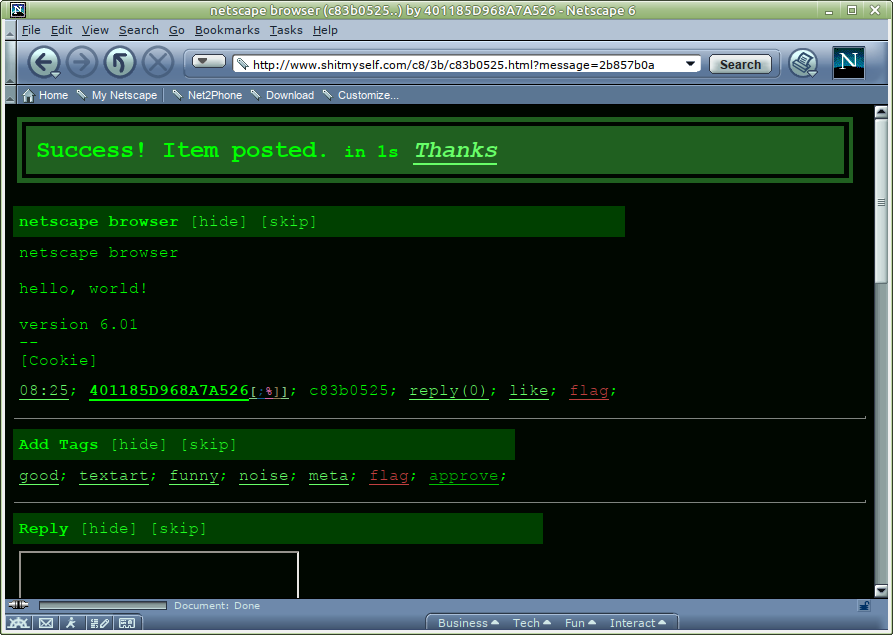 netscape browser (c83b0525..) by 401185D968A7A526 - Netscape 6
File Edit View Search Go Bookmarks Tasks Help
http://www.shitmyself.com/c8/3b/c83b0525.html?message=2b857b0a Search N
Home My Netscape Net2Phone Download Customize...
Success! Item posted. in 1s Thanks
netscape browser [hide] [skip]
netscape browser
hello, world!
version 6.01
--
[Cookie]
08:25; 401185D968A7A526[;%]]; c83b0525; reply(0); like; flag;
Add Tags [hide] [skip]
good; textart; funny; noise; meta; flag; approve;
Reply [hide] [skip]
Document: Done
Business Tech Fun Interact